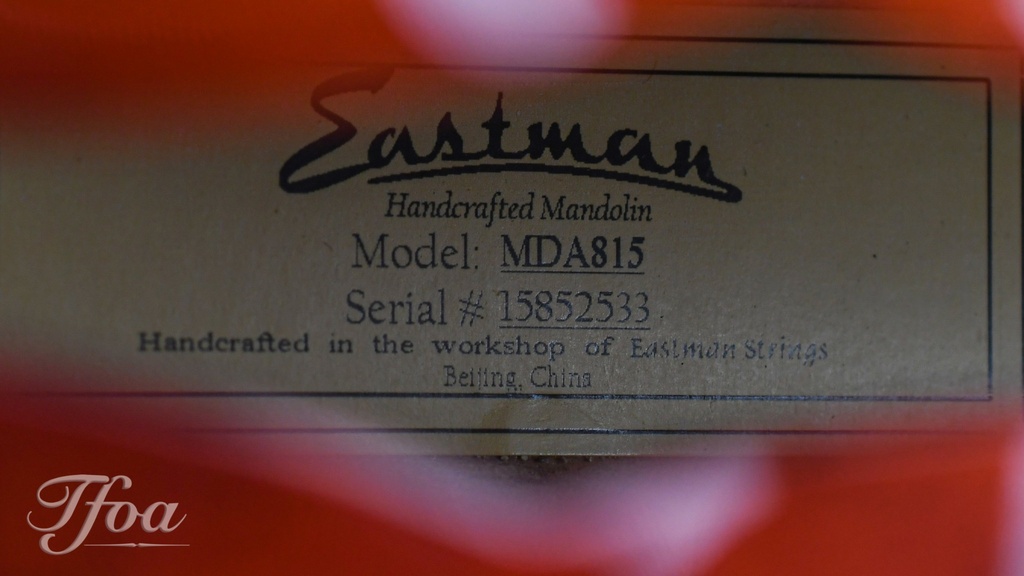 Eastman
Handcrafted Mandolin
Model: MDA815
Serial # 15852533
Handcrafted in the workshop of Eastman Strings
Beijing, China
Tfoa